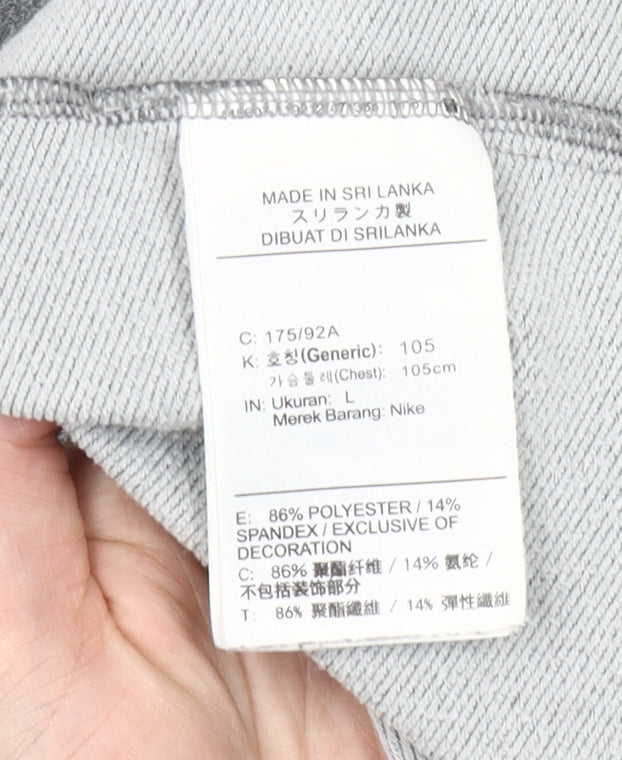 MADE IN SRI LANKA
スリランカ製
DIBUAT DI SRILANKA
C: 175/92A
K: 호칭(Generic): 105
가슴둘레(Chest): 105cm
IN: Ukuran: L
Merek Barang: Nike
E: 86% POLYESTER / 14%
SPANDEX / EXCLUSIVE OF
DECORATION
C: 86% 聚酯纤维 / 14% 氨纶 /
不包括装饰部分
T: 86% 聚酯纖維 / 14% 彈性纖維